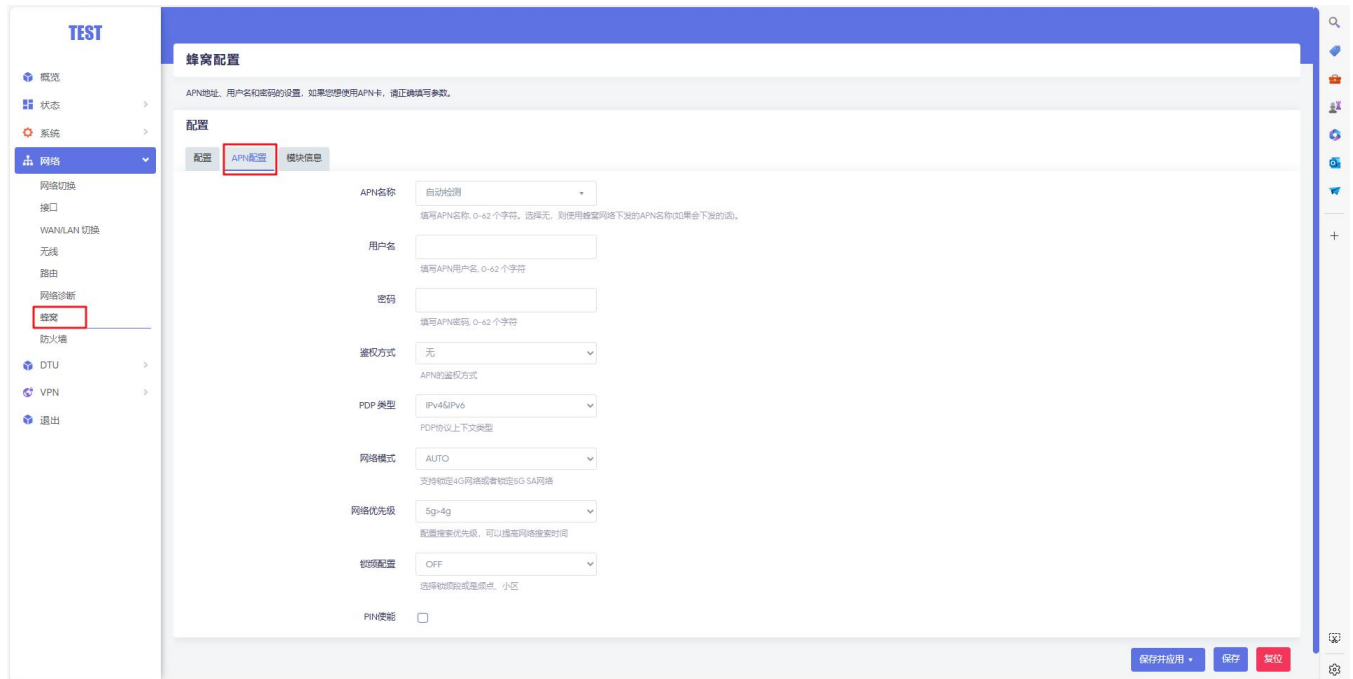 TEST
概览
状态
系统
网络
网络切换
接口
WAN/LAN 切换
无线
路由
网络诊断
蜂窝
防火墙
DTU
VPN
退出
蜂窝配置
APN地址、用户名和密码的设置，如果您想使用APN卡，请正确填写参数。
配置
配置 APN配置 模块信息
APN名称 自动检测
填写APN名称, 0-62 个字符。选择无，则使用蜂窝网络下发的APN名称(如果会下发的话)。
用户名
填写APN用户名, 0-62 个字符
密码
填写APN密码, 0-62 个字符
鉴权方式 无
APN的鉴权方式
PDP 类型 IPv4&IPv6
PDP协议上下文类型
网络模式 AUTO
支持锁定4G网络或者锁定5G SA网络
网络优先级 5g>4g
配置搜索优先级，可以提高网络搜索时间
锁频配置 OFF
选择锁频段或是频点、小区
PIN使能
保存并应用 保存 复位